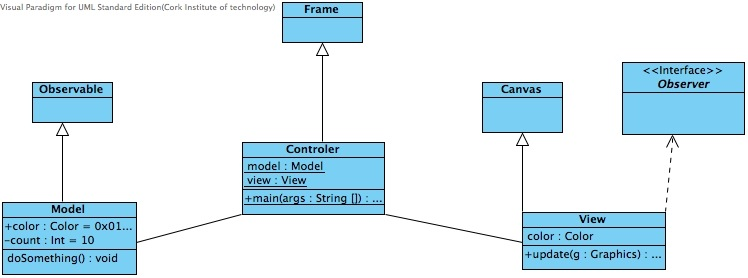 Visual Paradigm for UML Standard Edition(Cork Institute of technology)
Frame
Observable
Canvas
<<Interface>>
Observer
Controler
model : Model
view : View
+main(args : String []) : ...
Model
+color : Color = 0x01...
-count : Int = 10
doSomething() : void
View
color : Color
+update(g : Graphics) : ...